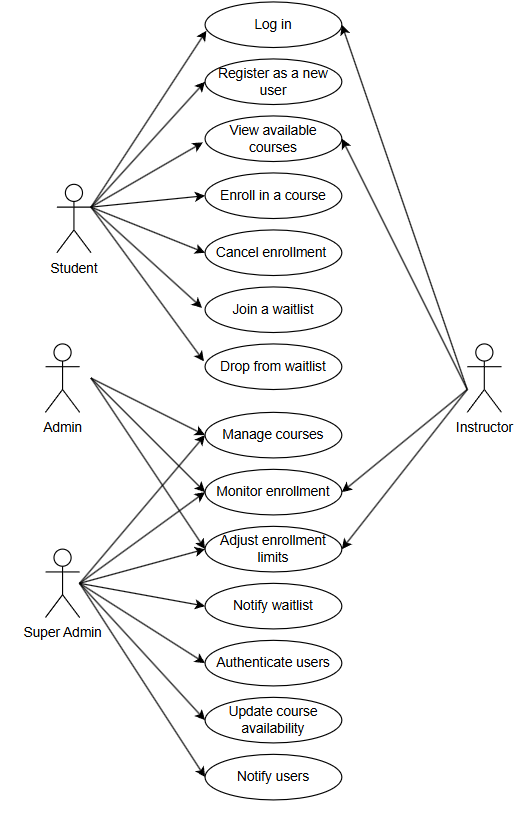 Log in
Register as a new
user
View available
courses
Enroll in a course
Cancel enrollment
Student
Join a waitlist
Drop from waitlist
Admin
Instructor
Manage courses
Monitor enrollment
Adjust enrollment
limits
Notify waitlist
Super Admin
Authenticate users
Update course
availability
Notify users